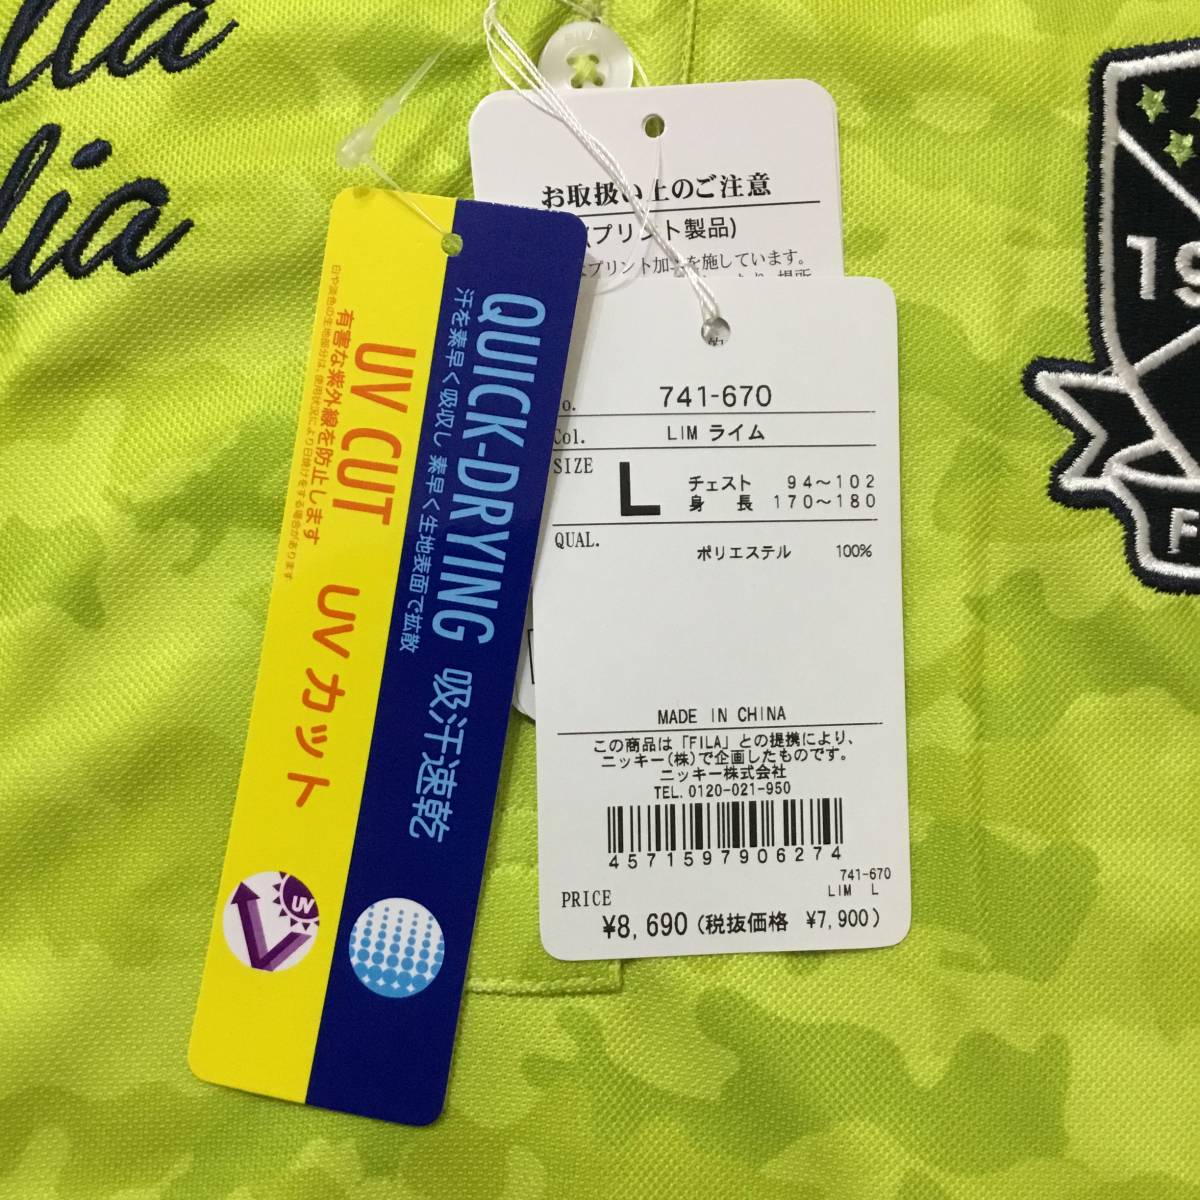 lla
lia
お取扱い上のご注意
(プリント製品)
プリント加工を施しています。
QUICK-DRYING 吸汗速乾
汗を素早く吸収し 素早く生地表面で拡散
UV CUT UVカット
有害な紫外線を防止します
UV
No. 741-670
Col. LIM ライム
SIZE L チェスト 94～102
身長 170～180
QUAL.
ポリエステル 100%
MADE IN CHINA
この商品は「FILA」との提携により、
ニッキー(株)で企画したものです。
ニッキー株式会社
TEL. 0120-021-950
4571597906274
741-670
LIM L
PRICE
¥8,690 (税抜価格 ¥7,900)
19
F